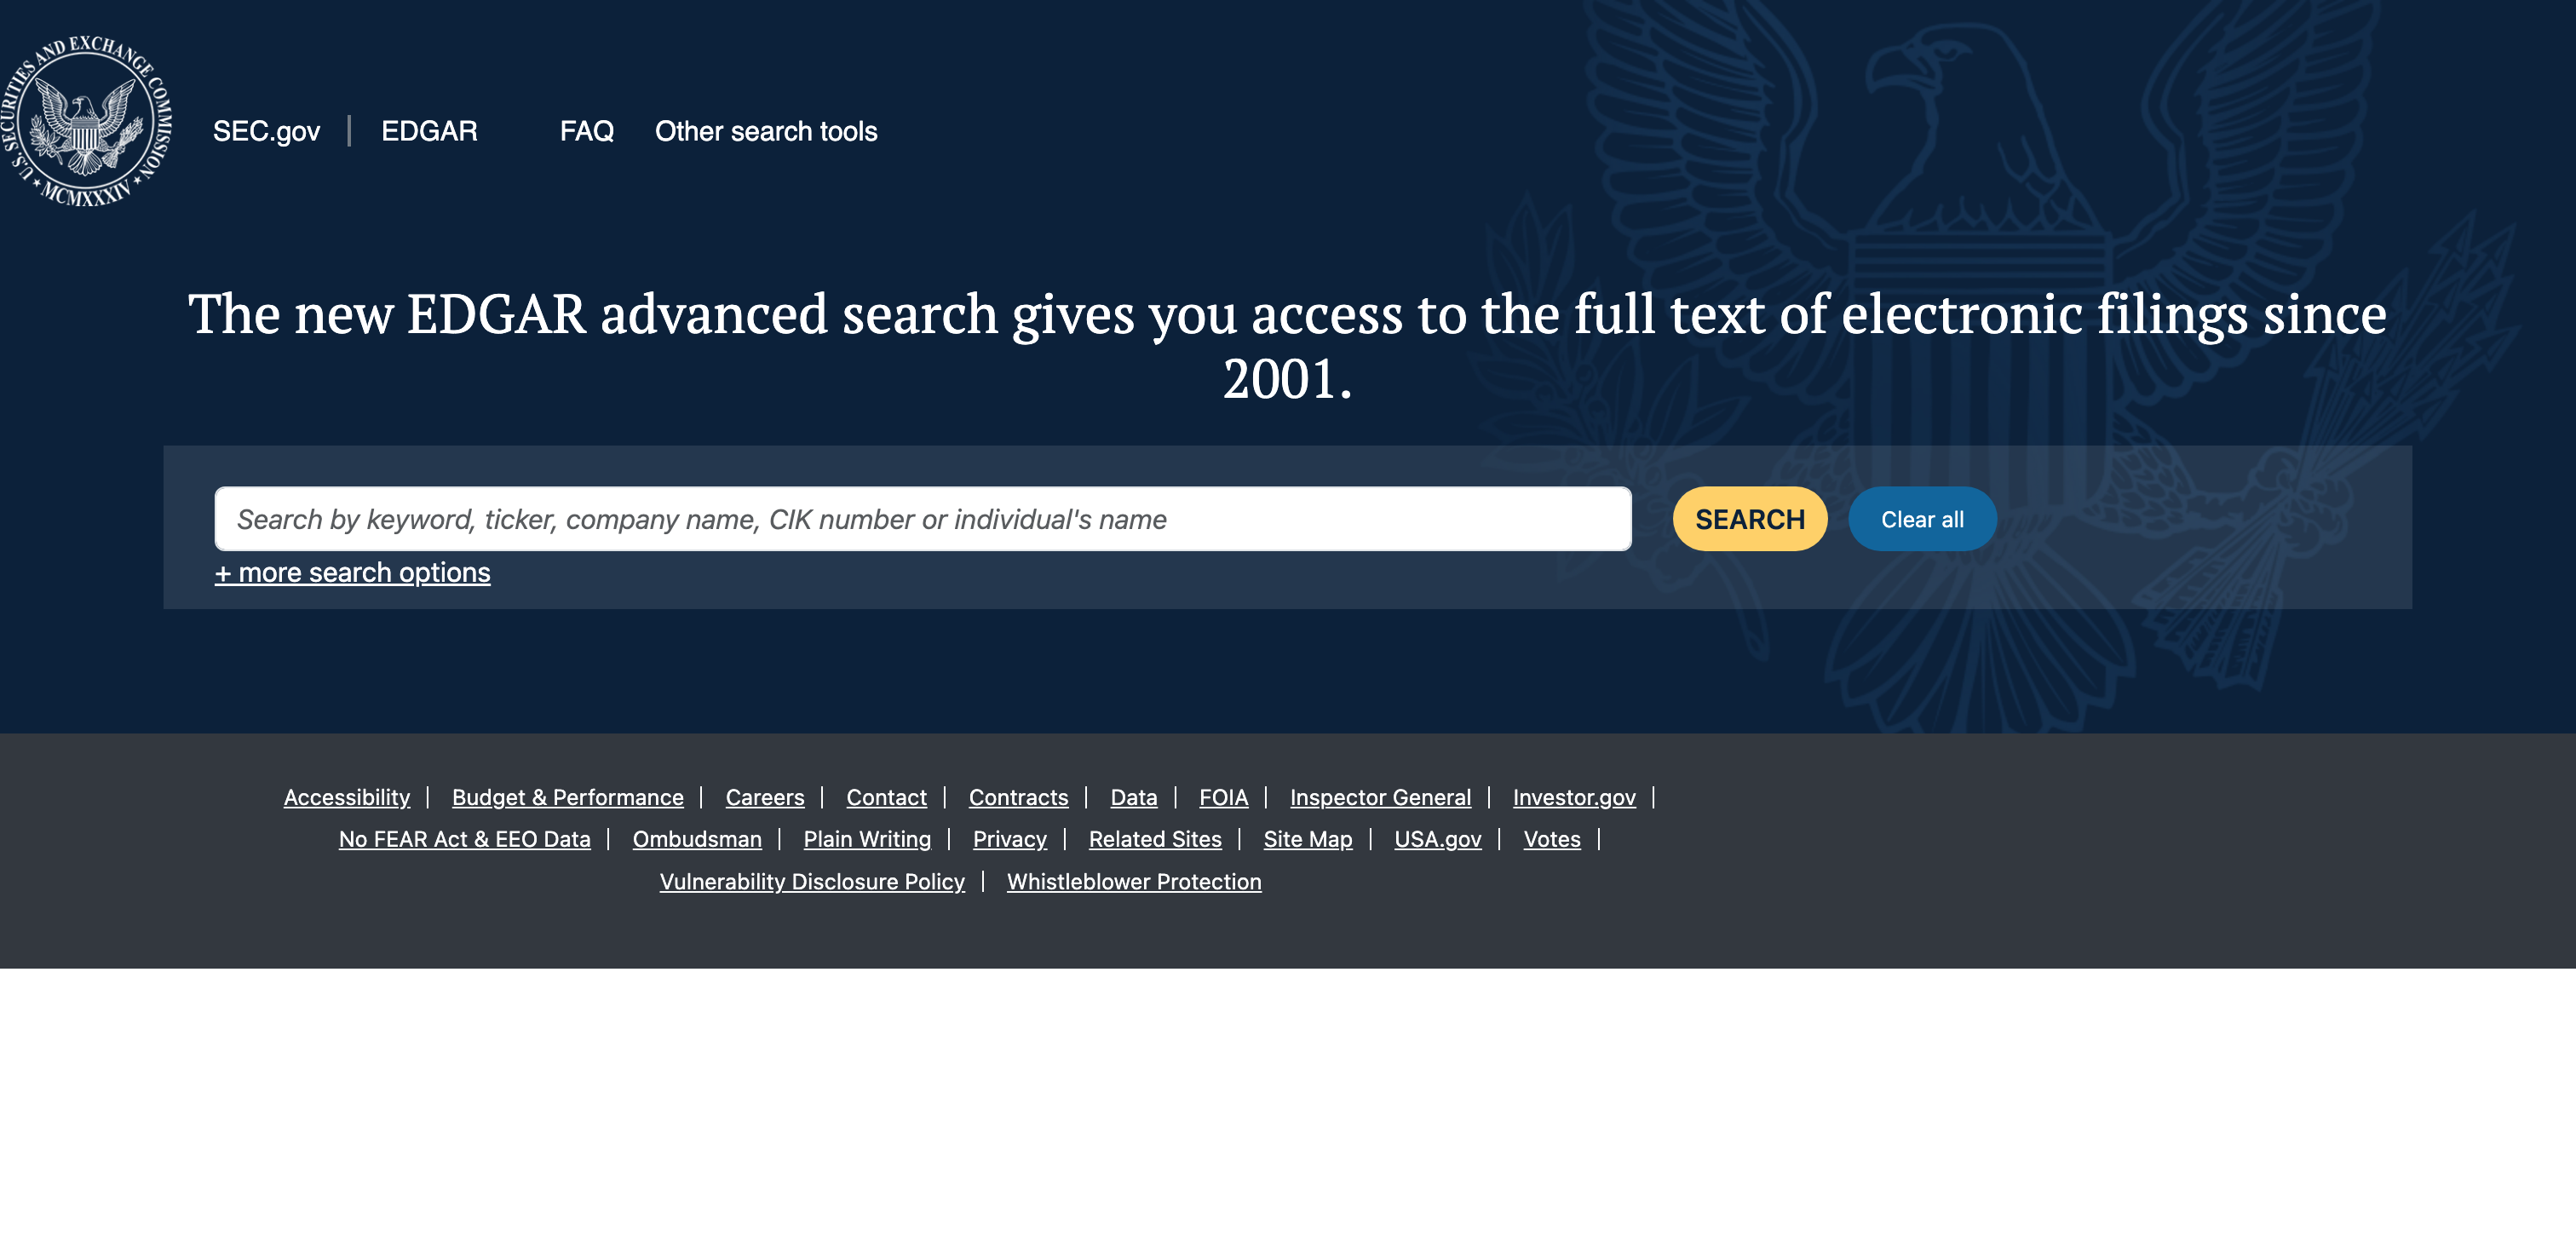 U.S. SECURITIES AND EXCHANGE COMMISSION
MCMXXXIV
SEC.gov | EDGAR FAQ Other search tools
The new EDGAR advanced search gives you access to the full text of electronic filings since
2001.
Search by keyword, ticker, company name, CIK number or individual's name SEARCH Clear all
+ more search options
Accessibility | Budget & Performance | Careers | Contact | Contracts | Data | FOIA | Inspector General | Investor.gov |
No FEAR Act & EEO Data | Ombudsman | Plain Writing | Privacy | Related Sites | Site Map | USA.gov | Votes |
Vulnerability Disclosure Policy | Whistleblower Protection